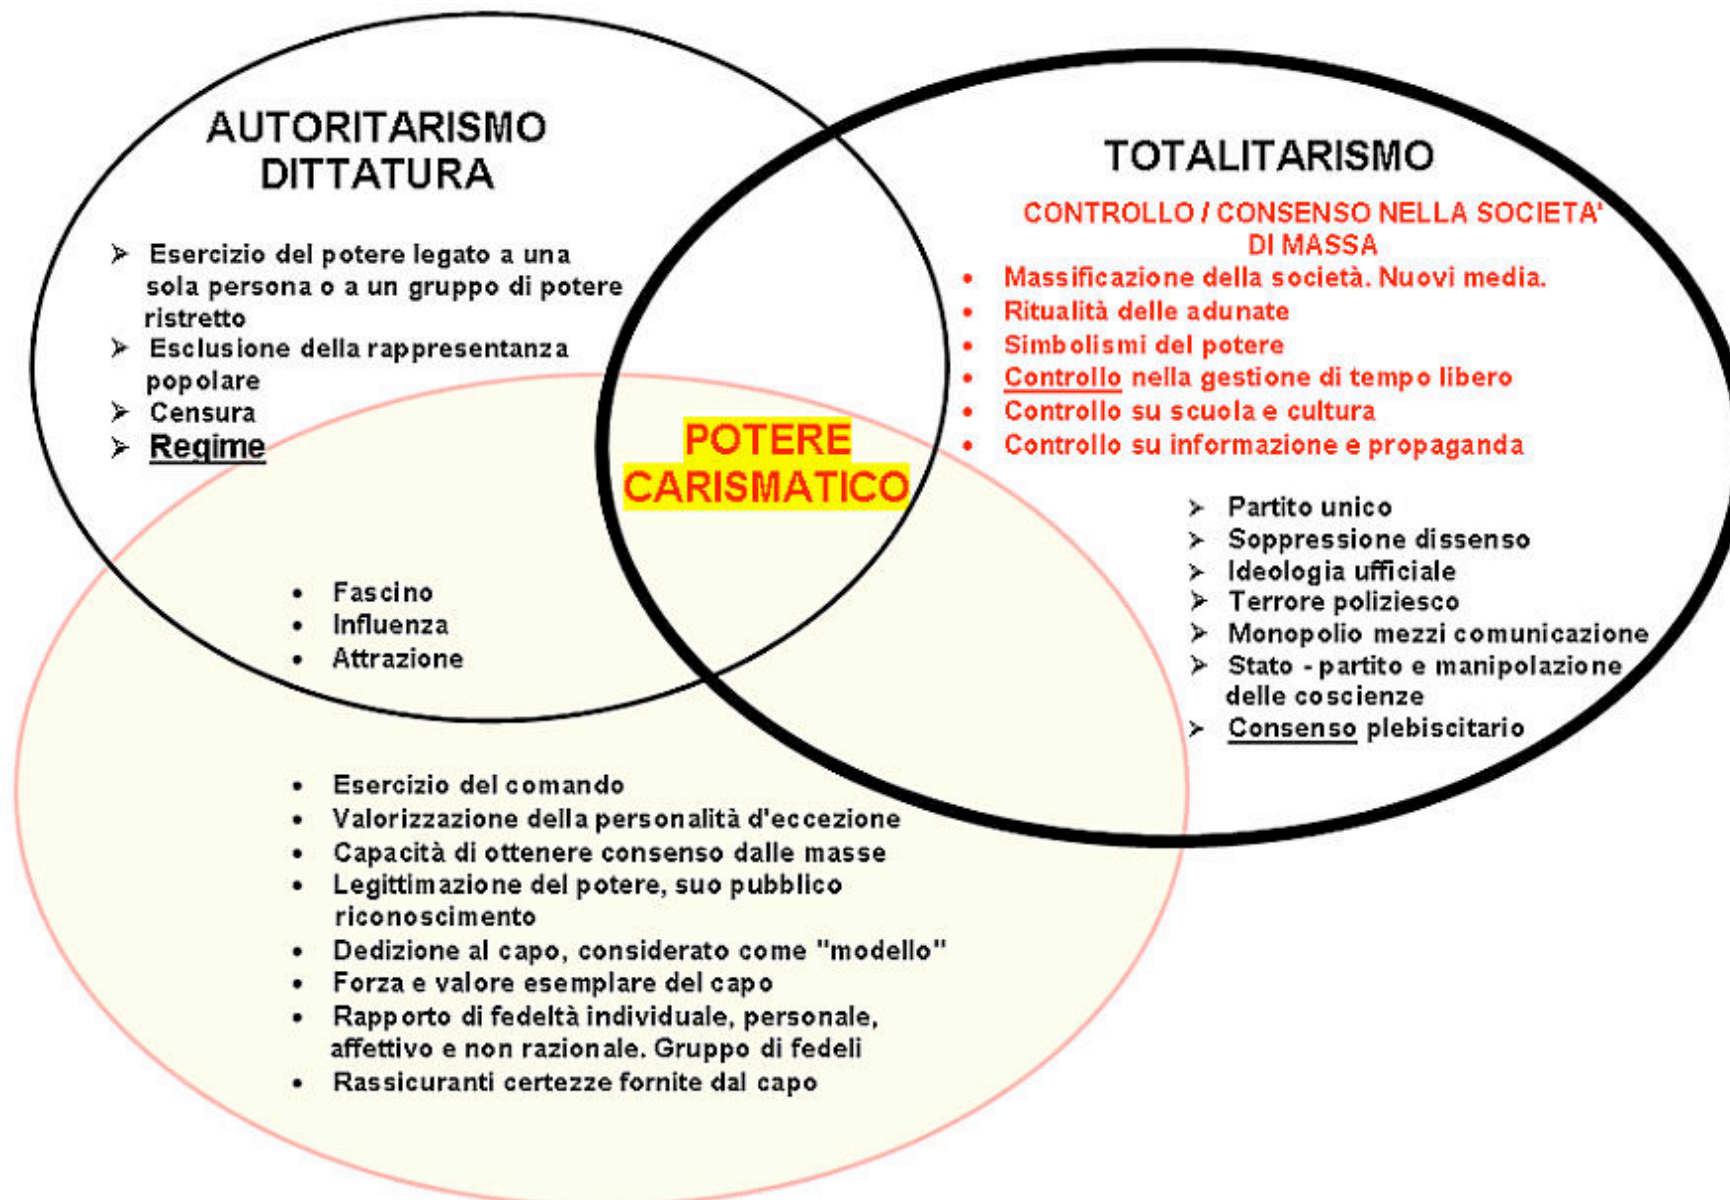 AUTORITARISMO
DITTATURA
➢ Esercizio del potere legato a una
sola persona o a un gruppo di potere
ristretto
➢ Esclusione della rappresentanza
popolare
➢ Censura
➢ Regime
TOTALITARISMO
CONTROLLO / CONSENSO NELLA SOCIETA'
DI MASSA
• Massificazione della società. Nuovi media.
• Ritualità delle adunate
• Simbolismi del potere
• Controllo nella gestione di tempo libero
• Controllo su scuola e cultura
• Controllo su informazione e propaganda
➢ Partito unico
➢ Soppressione dissenso
➢ Ideologia ufficiale
➢ Terrore poliziesco
➢ Monopolio mezzi comunicazione
➢ Stato - partito e manipolazione
delle coscienze
➢ Consenso plebiscitario
POTERE
CARISMATICO
• Fascino
• Influenza
• Attrazione
• Esercizio del comando
• Valorizzazione della personalità d'eccezione
• Capacità di ottenere consenso dalle masse
• Legittimazione del potere, suo pubblico
riconoscimento
• Dedizione al capo, considerato come "modello"
• Forza e valore esemplare del capo
• Rapporto di fedeltà individuale, personale,
affettivo e non razionale. Gruppo di fedeli
• Rassicuranti certezze fornite dal capo